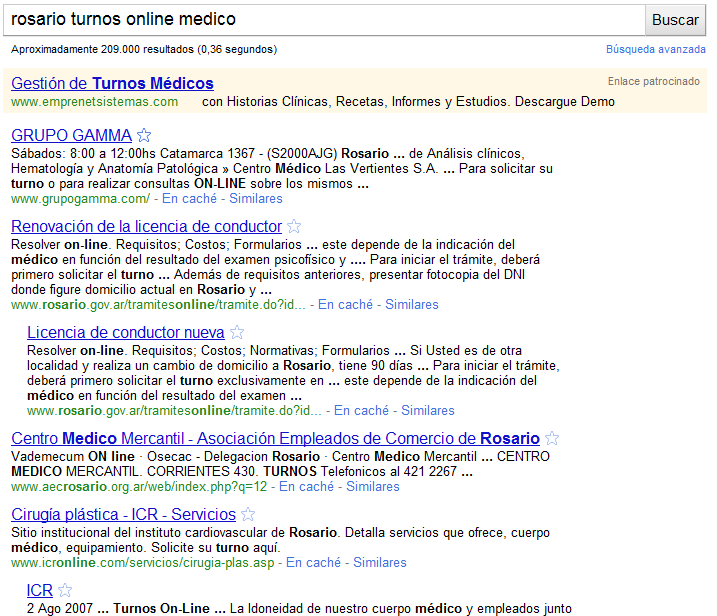 rosario turnos online medico
Buscar
Aproximadamente 209.000 resultados (0,36 segundos)
Búsqueda avanzada
Gestión de Turnos Médicos
Enlace patrocinado
www.emprenetsistemas.com con Historias Clínicas, Recetas, Informes y Estudios. Descargue Demo
GRUPO GAMMA
Sábados: 8:00 a 12:00hs Catamarca 1367 - (S2000AJG) Rosario ... de Análisis clínicos,
Hematología y Anatomía Patológica » Centro Médico Las Vertientes S.A. ... Para solicitar su
turno o para realizar consultas ON-LINE sobre los mismos ...
www.grupogamma.com/ - En caché - Similares
Renovación de la licencia de conductor
Resolver on-line. Requisitos; Costos; Formularios ... este depende de la indicación del
médico en función del resultado del examen psicofísico y .... Para iniciar el trámite, deberá
primero solicitar el turno ... Además de requisitos anteriores, presentar fotocopia del DNI
donde figure domicilio actual en Rosario y ...
www.rosario.gov.ar/tramitesonline/tramite.do?id... - En caché - Similares
Licencia de conductor nueva
Resolver on-line. Requisitos; Costos; Normativas; Formularios ... Si Usted es de otra
localidad y realiza un cambio de domicilio a Rosario, tiene 90 días ... Para iniciar el trámite,
deberá primero solicitar el turno exclusivamente en ... este depende de la indicación del
médico en función del resultado del examen ...
www.rosario.gov.ar/tramitesonline/tramite.do?id... - En caché - Similares
Centro Medico Mercantil - Asociación Empleados de Comercio de Rosario
Vademecum ON line · Osecac - Delegacion Rosario · Centro Medico Mercantil ... CENTRO
MEDICO MERCANTIL. CORRIENTES 430. TURNOS Telefonicos al 421 2267 ...
www.aecrosario.org.ar/web/index.php?q=12 - En caché - Similares
Cirugía plástica - ICR - Servicios
Sitio institucional del instituto cardiovascular de Rosario. Detalla servicios que ofrece, cuerpo
médico, equipamiento. Solicite su turno aquí.
www.icronline.com/servicios/cirugia-plas.asp - En caché - Similares
ICR
2 Ago 2007 ... Turnos On-Line ... La Idoneidad de nuestro cuerpo médico y empleados junto